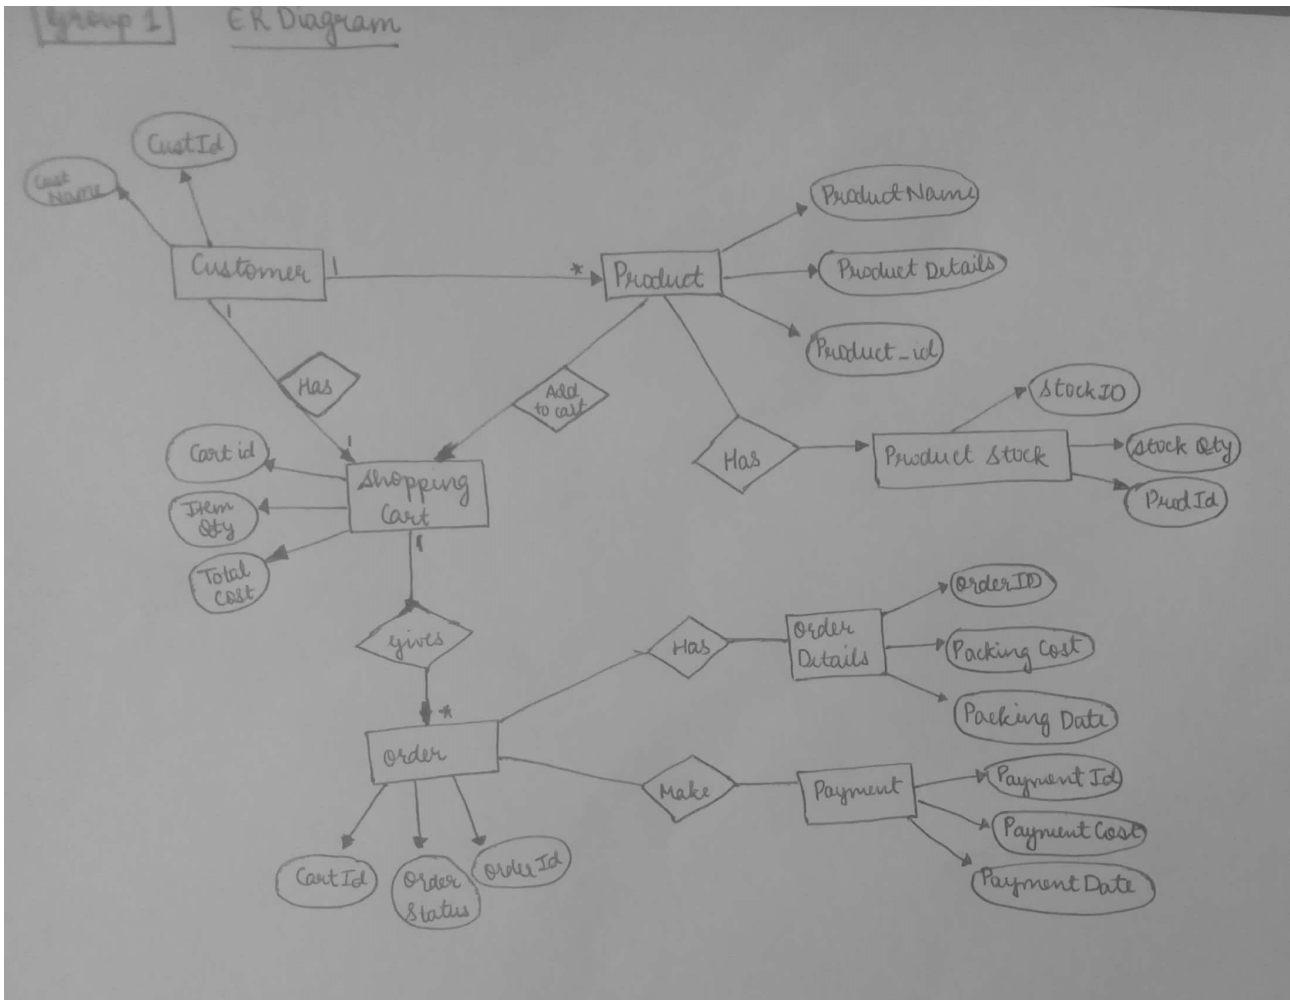 Group 1
ER Diagram
CustId
Cust
Name
Customer
1
*
Product
Product Name
Product Details
Product_id
1
Has
1
Add
to cart
Has
Stock ID
Product Stock
Stock Qty
Prod Id
Cart id
Item
Qty
Total
Cost
Shopping
Cart
1
gives
*
Order
Has
Order
Details
Order ID
Packing Cost
Packing Date
Make
Payment
Payment Id
Payment Cost
Payment Date
Cart Id
Order
Status
Order Id